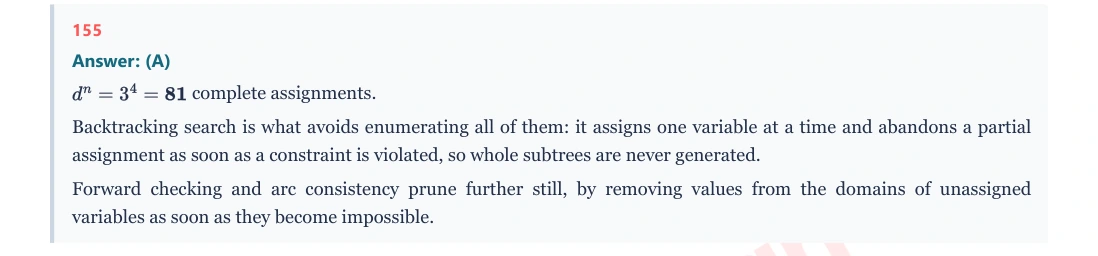 155
Answer: (A)
dⁿ = 3⁴ = 81 complete assignments.
Backtracking search is what avoids enumerating all of them: it assigns one variable at a time and abandons a partial
assignment as soon as a constraint is violated, so whole subtrees are never generated.
Forward checking and arc consistency prune further still, by removing values from the domains of unassigned
variables as soon as they become impossible.